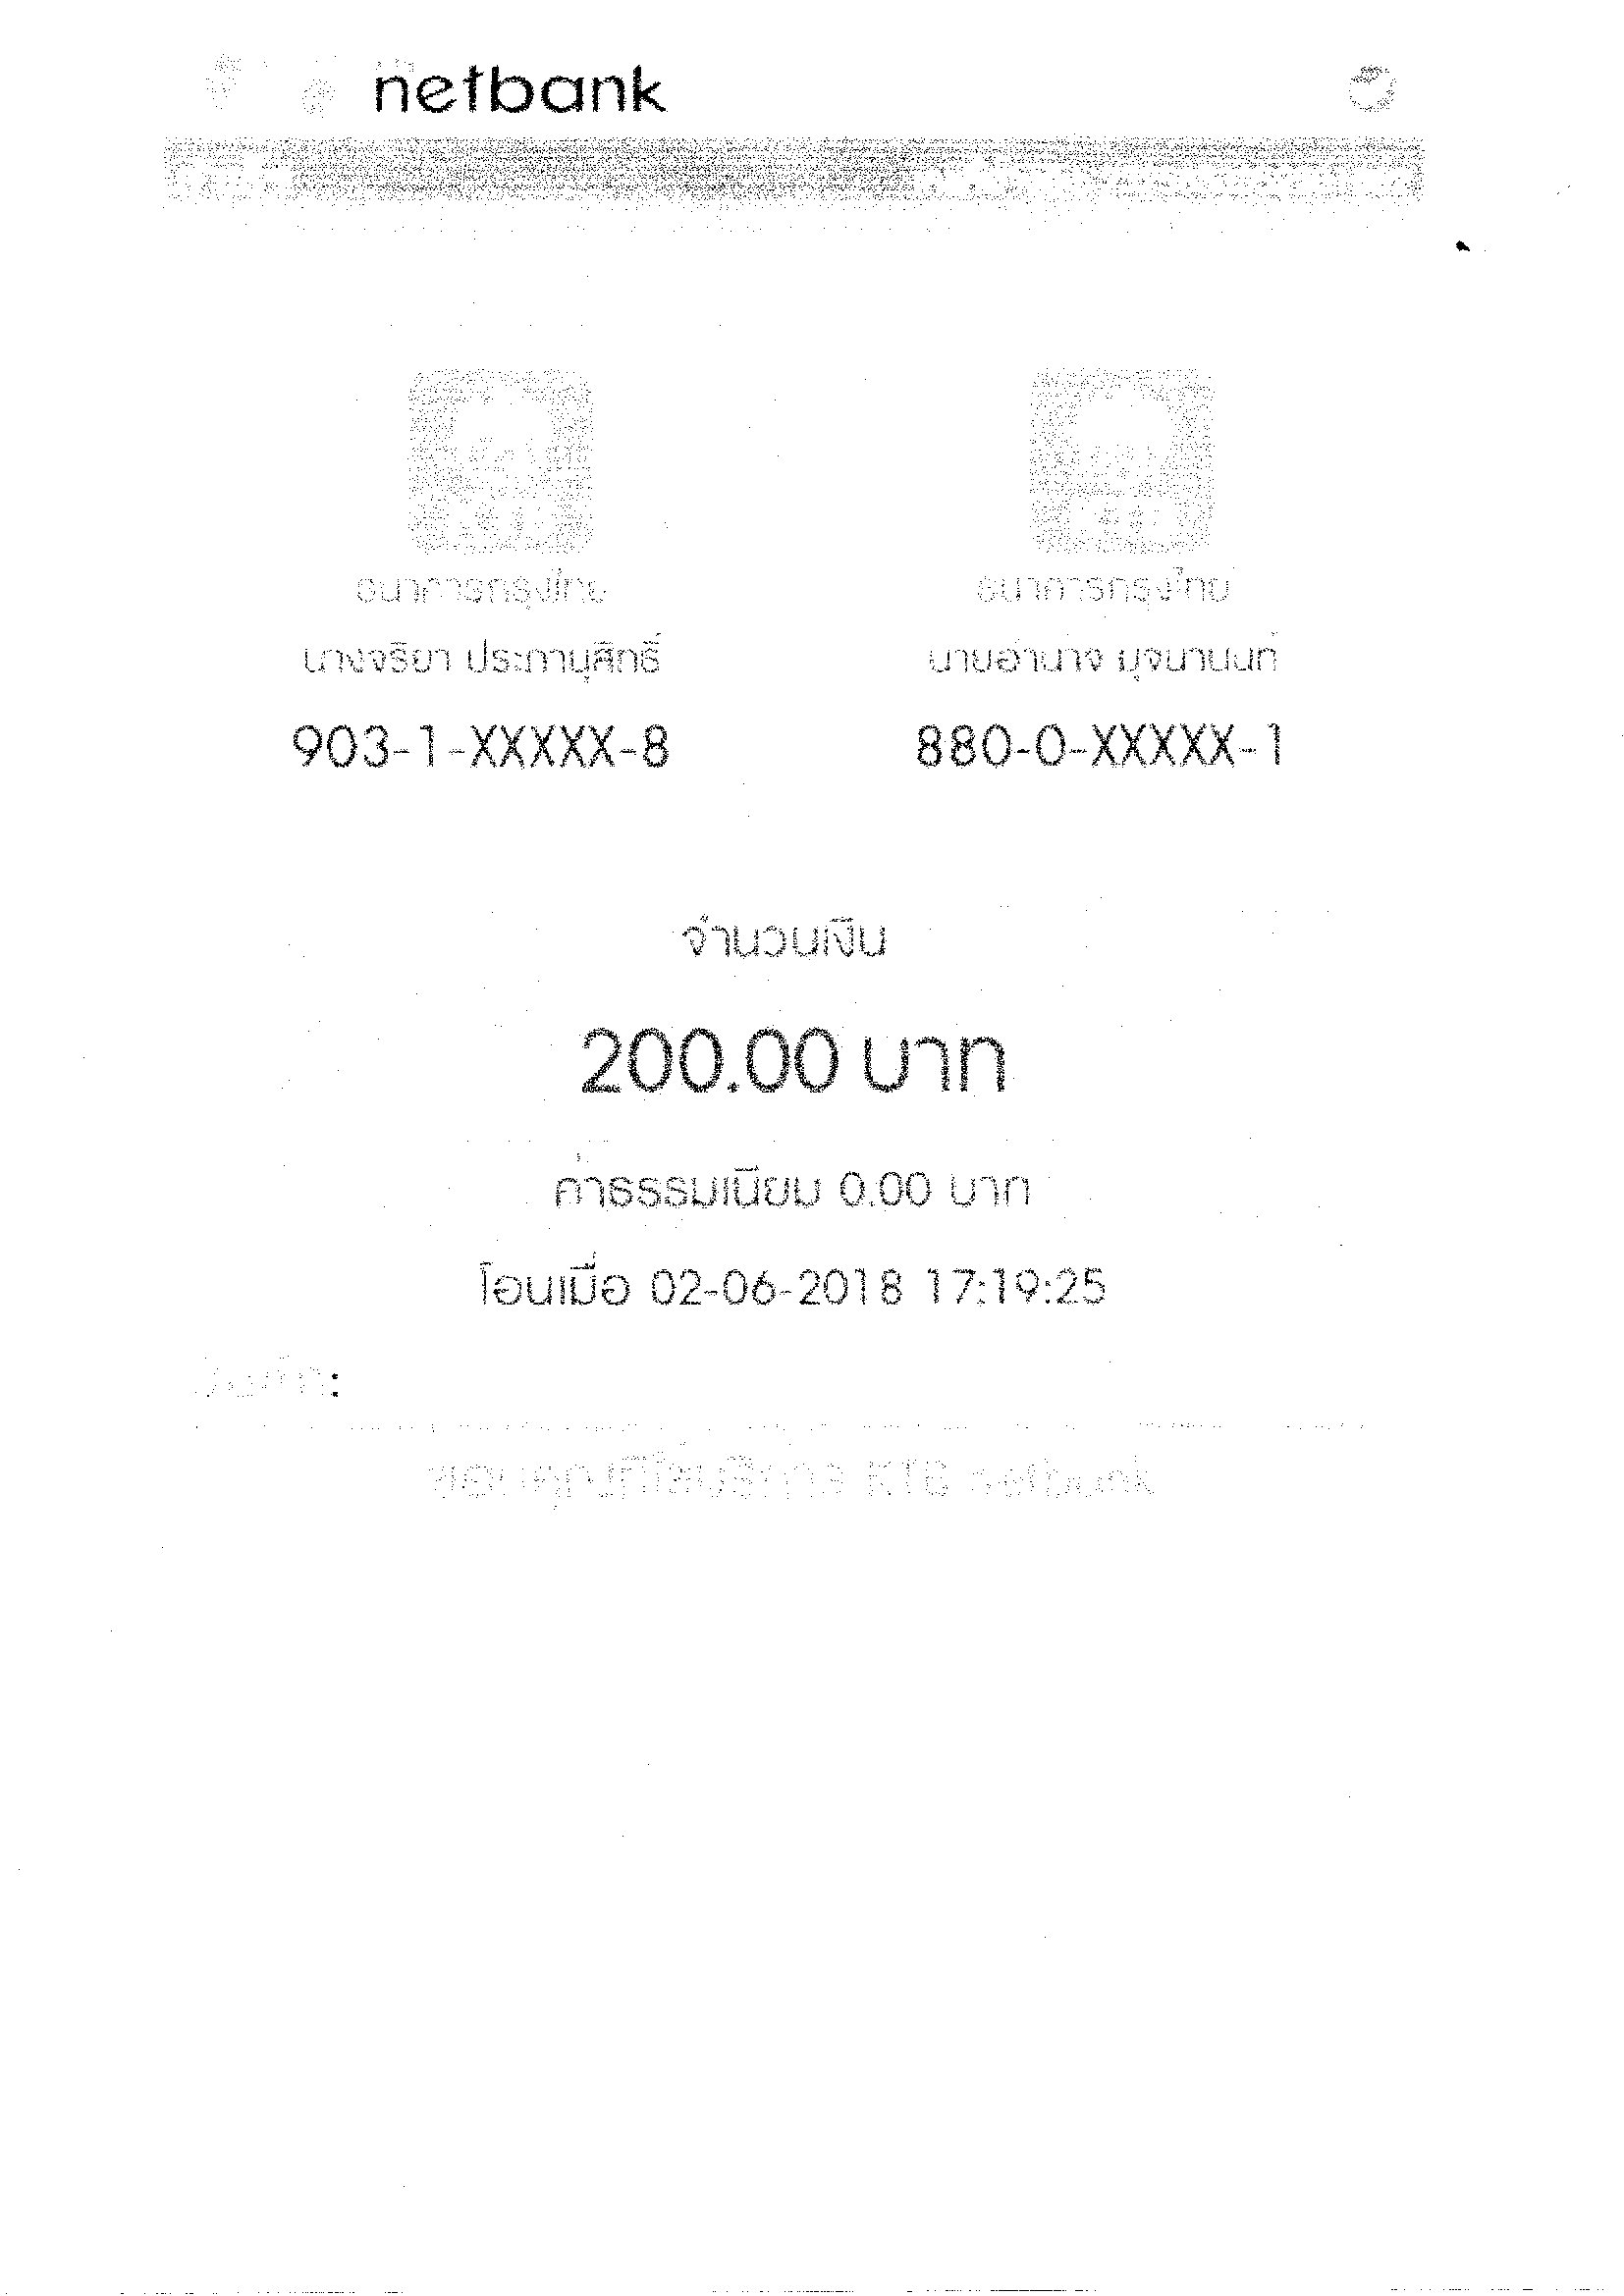 netbank
ธนาคารกรุงไทย
ธนาคารกรุงไทย
นางจริยา ประภานุสิทธิ์
นายอำนาจ มุจนานนท์
903-1-XXXXX-8
880-0-XXXXX-1
จำนวนเงิน
200.00 บาท
ค่าธรรมเนียม 0.00 บาท
โอนเมื่อ 02-06-2018 17:19:25
บันทึก:
ขอบคุณที่ใช้บริการ KTB netbank